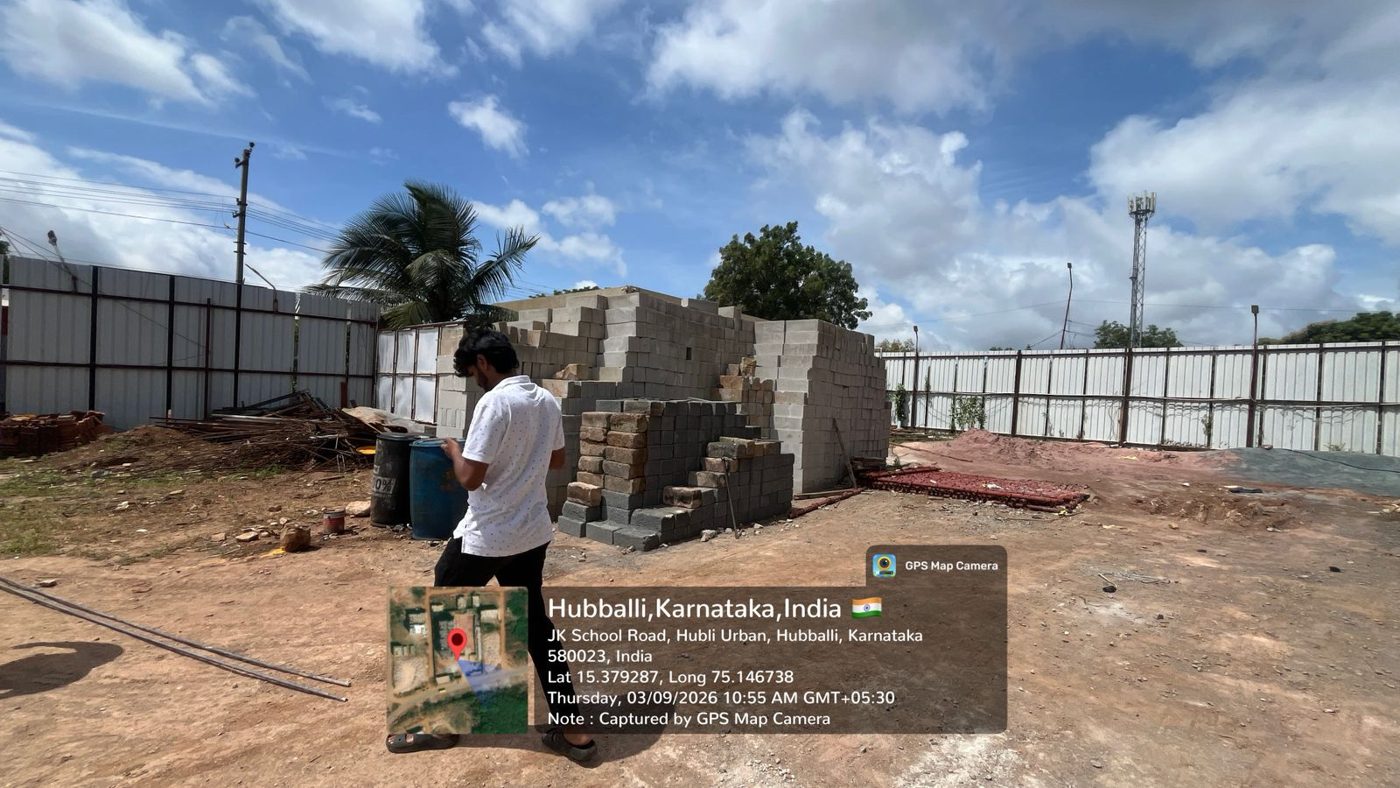 0%
GPS Map Camera
Hubballi,Karnataka,India 🇮🇳
JK School Road, Hubli Urban, Hubballi, Karnataka
580023, India
Lat 15.379287, Long 75.146738
Thursday, 03/09/2026 10:55 AM GMT+05:30
Note : Captured by GPS Map Camera